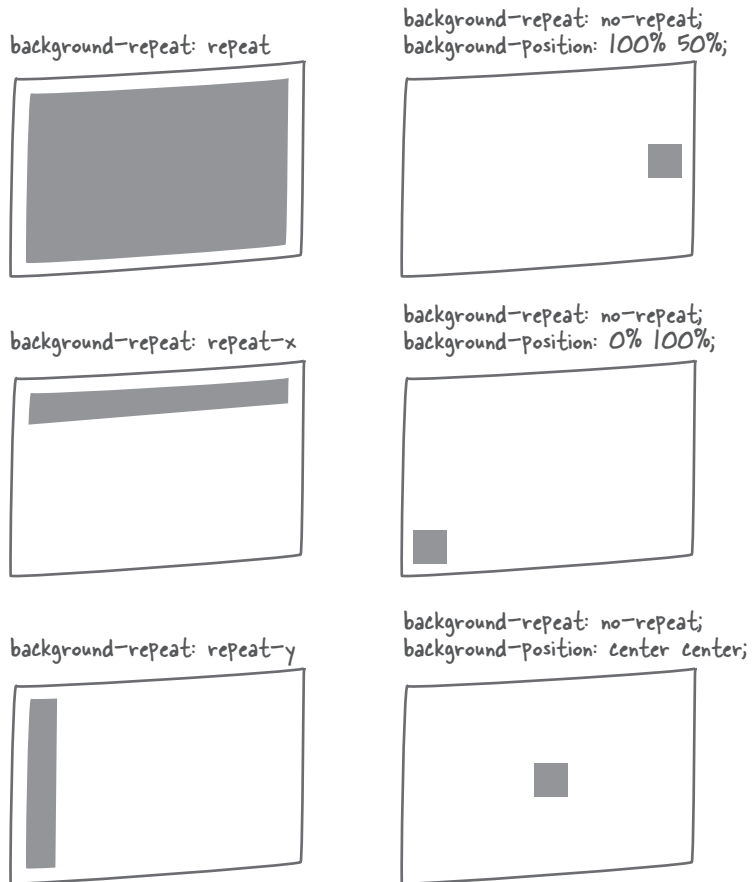 background-repeat: repeat
background-repeat: no-repeat;
background-position: 100% 50%;
background-repeat: repeat-x
background-repeat: no-repeat;
background-position: 0% 100%;
background-repeat: repeat-y
background-repeat: no-repeat;
background-position: center center;